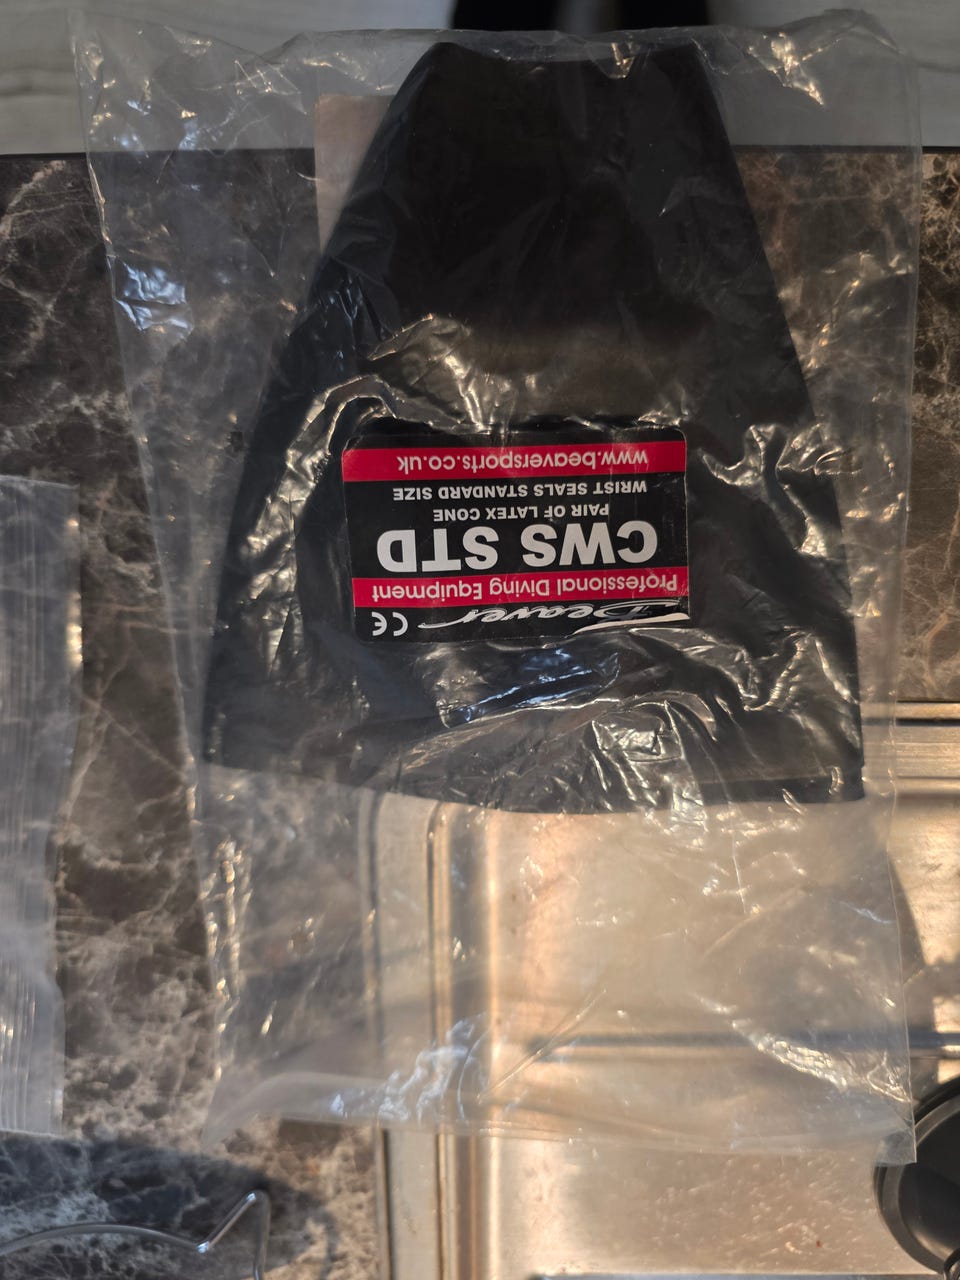 Beaver CE
Professional Diving Equipment
CWS STD
PAIR OF LATEX CONE
WRIST SEALS STANDARD SIZE
www.beaversports.co.uk